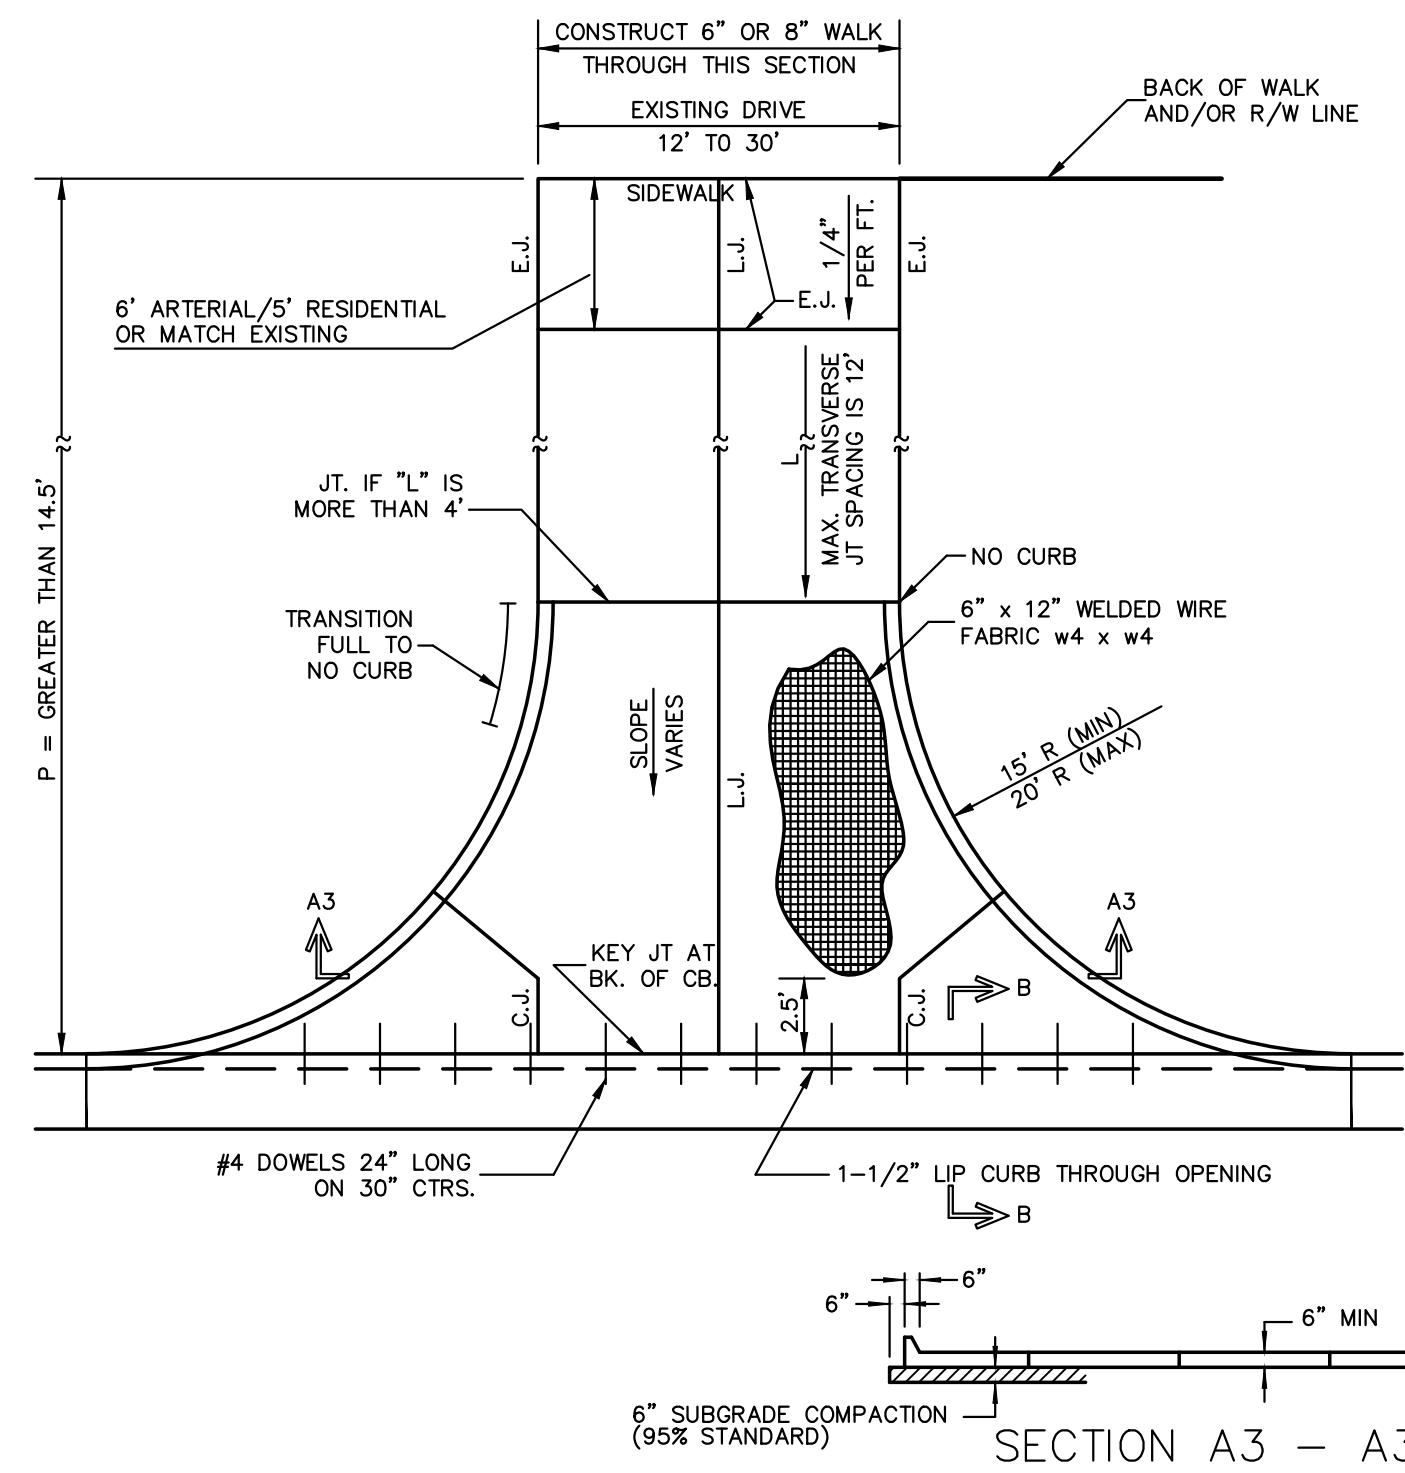 CONSTRUCT 6" OR 8" WALK
THROUGH THIS SECTION
EXISTING DRIVE
12' TO 30'
BACK OF WALK
AND/OR R/W LINE
SIDEWALK
E.J.
L.J.
1/4"
PER FT.
E.J.
E.J.
6' ARTERIAL/5' RESIDENTIAL
OR MATCH EXISTING
L
MAX. TRANSVERSE
JT SPACING IS 12'
P = GREATER THAN 14.5'
JT. IF "L" IS
MORE THAN 4'
NO CURB
TRANSITION
FULL TO
NO CURB
6" x 12" WELDED WIRE
FABRIC w4 x w4
SLOPE
VARIES
L.J.
15' R (MIN)
20' R (MAX)
A3
A3
KEY JT AT
BK. OF CB.
C.J.
2.5'
C.J.
B
#4 DOWELS 24" LONG
ON 30" CTRS.
1-1/2" LIP CURB THROUGH OPENING
B
6"
6"
6" MIN
6" SUBGRADE COMPACTION
(95% STANDARD)
SECTION A3 - A3